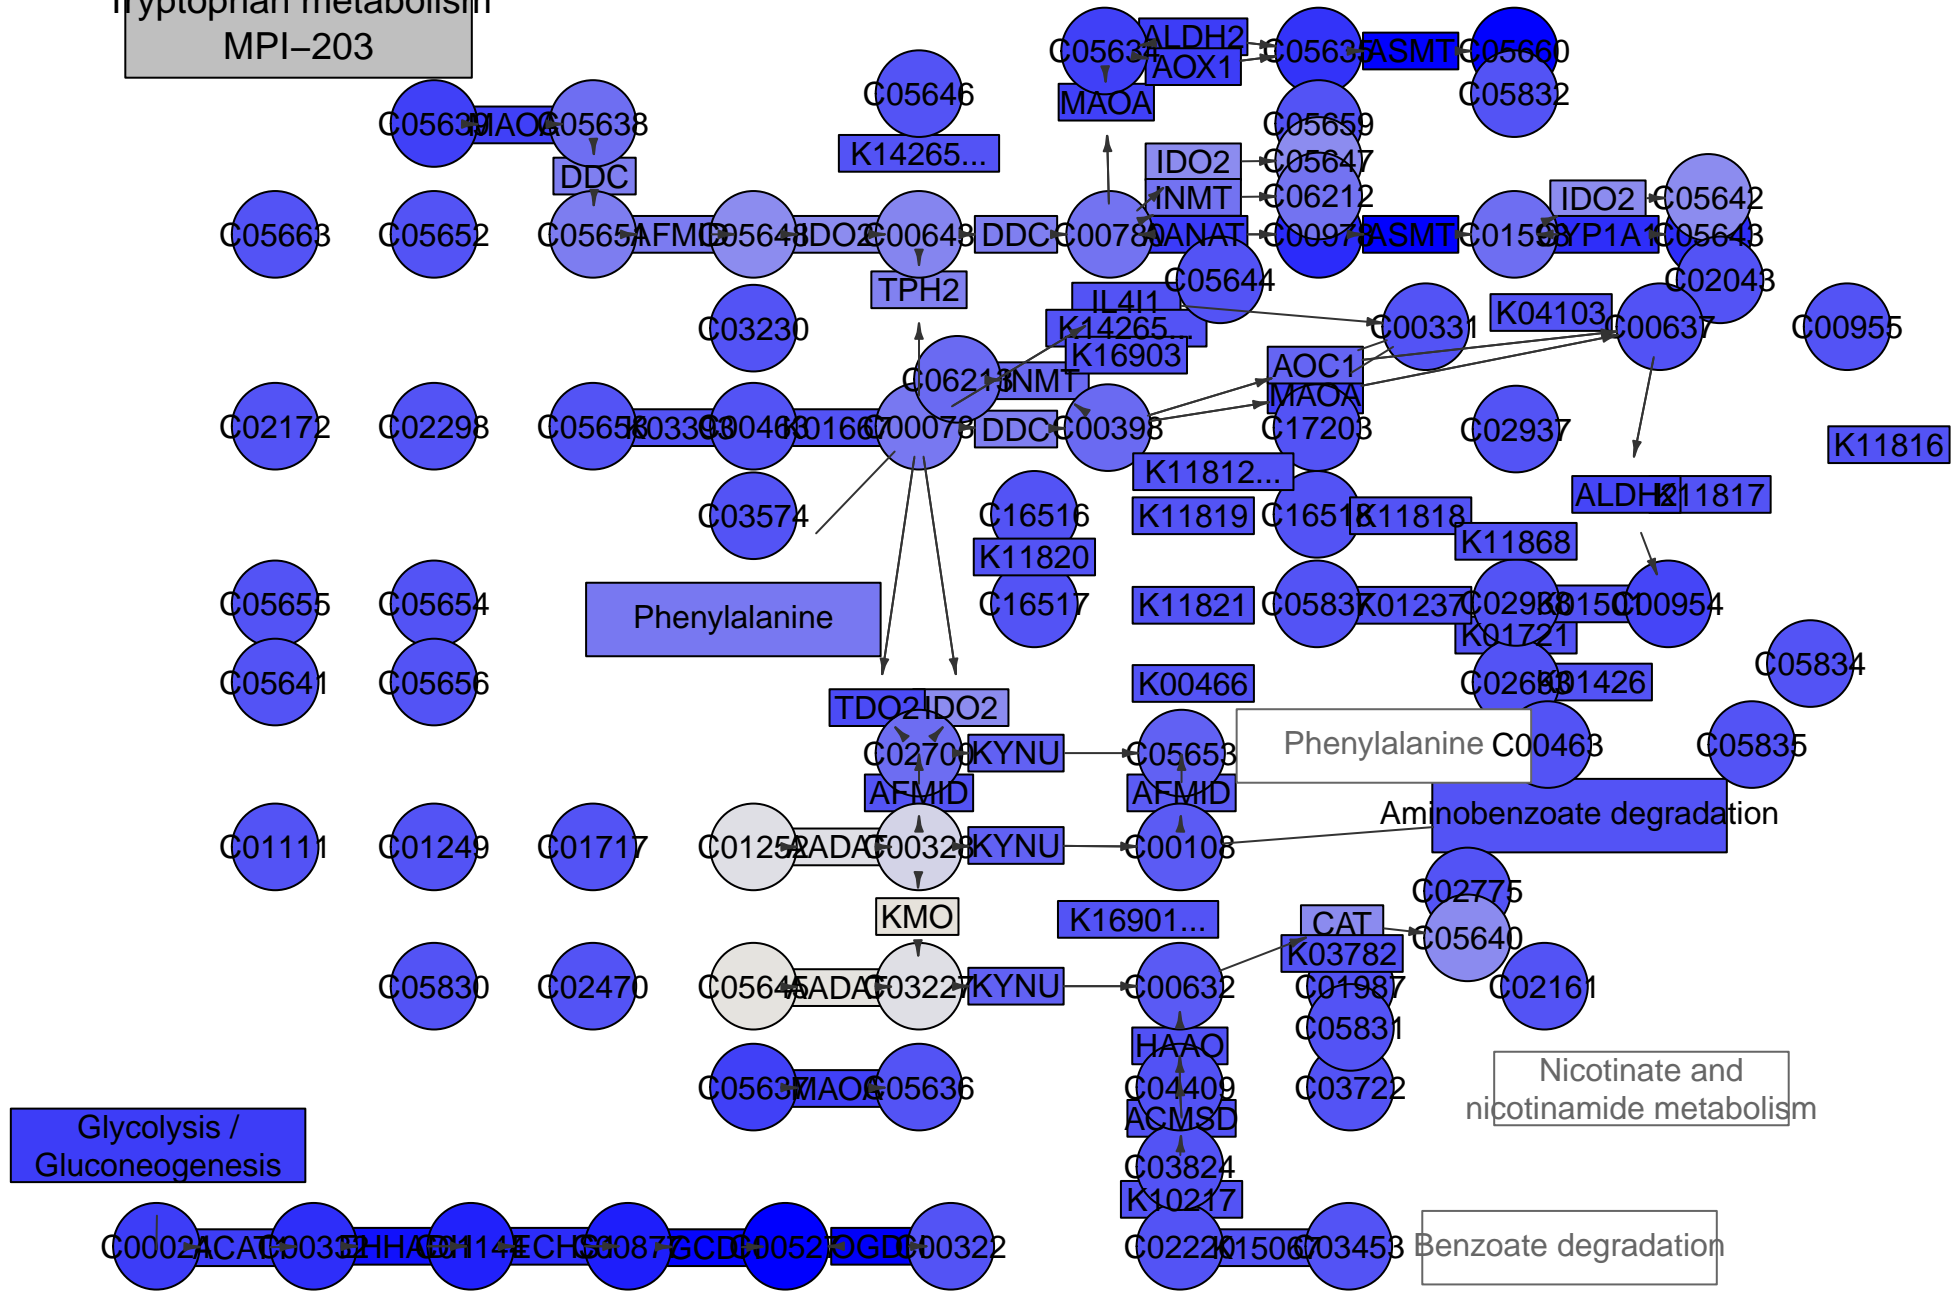 Tryptophan metabolism
MPI−203
C05634
ALDH2
AOX1
C05635
ASMT
C05660
C05832
C05646
MAOA
C05639
MAOA
C05638
C05659
K14265...
IDO2
C05647
DDC
INMT
C06212
IDO2
C05642
C05663
C05652
AFMID
C05648
IDO2
C00643
DDC
C00780
AANAT
C00978
ASMT
C01598
CYP1A1
C05643
TPH2
C05644
C02043
IL4I1
K14265...
K16903
C03230
C00331
K04103
C00637
C00955
C06213
INMT
AOC1
MAOA
C02172
C02298
K03393
C00463
K01667
C00078
DDC
C00398
C17203
C02937
K11816
K11812...
ALDH2
K11817
C03574
C16516
K11819
C16518
K11818
K11868
K11820
C05655
C05654
Phenylalanine
C16517
K11821
C05837
K01237
C02938
K01501
C00954
K01721
C05641
C05656
K00466
C02693
K01426
C05834
TDO2
IDO2
C02700
KYNU
C05653
Phenylalanine
C00463
C05835
AFMID
AFMID
Aminobenzoate degradation
C01111
C01249
C01717
C01252
AADAT
C00328
KYNU
C00108
C02775
KMO
K16901...
CAT
K03782
C05640
C05830
C02470
C05645
AADAT
C03227
KYNU
C00632
C01987
C02161
C05831
HAAO
C05637
MAOA
C05636
C04409
C03722
Nicotinate and
nicotinamide metabolism
ACMSD
Glycolysis /
Gluconeogenesis
C03824
K10217
C00024
ACAT1
C00332
EHHADH
C01144
ECHS1
C00877
GCDH
C00527
OGDH
C00322
C02220
K15067
C03453
Benzoate degradation